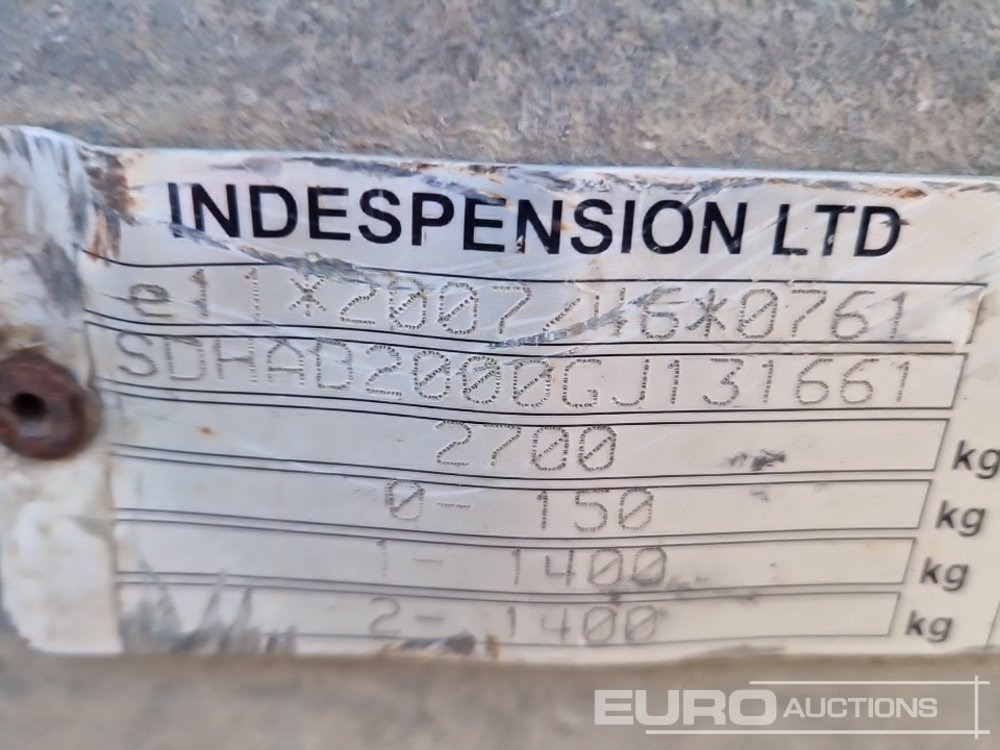 INDESPENSION LTD
e11*2007/46*0761
SDHAD2000GJ131661
2700 kg
0- 150 kg
1- 1400 kg
2- 1400 kg
EURO AUCTIONS